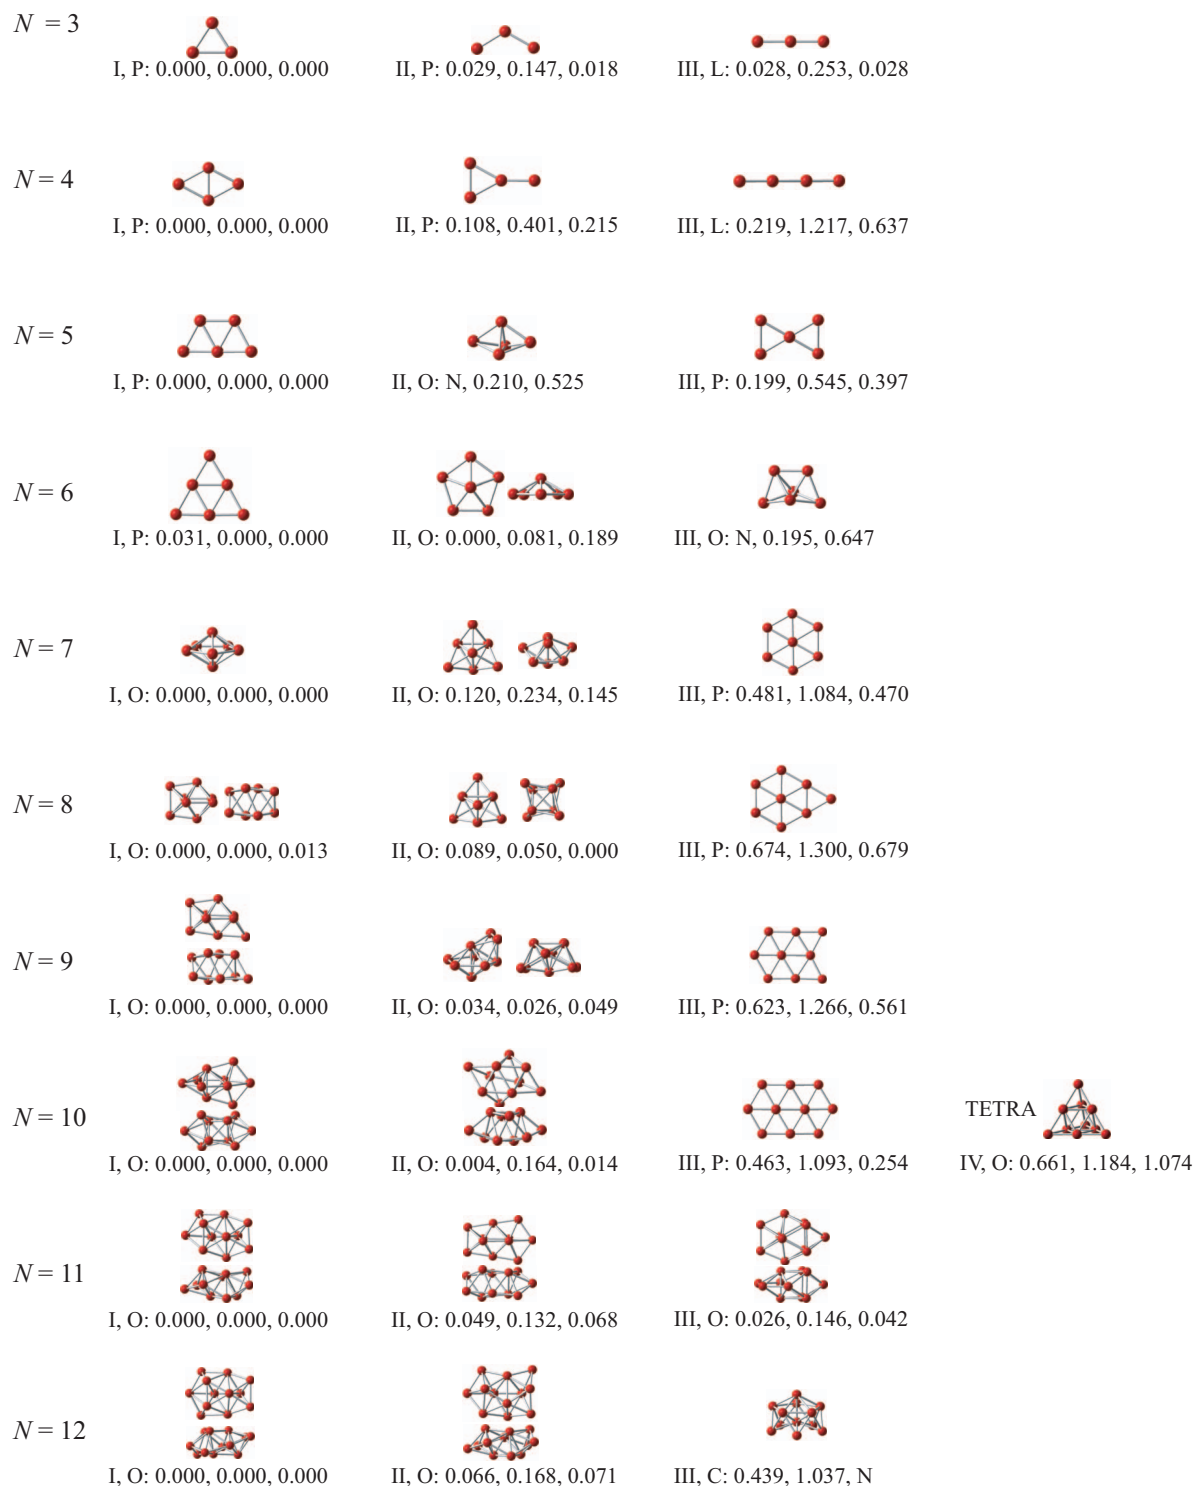 N = 3
I, P: 0.000, 0.000, 0.000 II, P: 0.029, 0.147, 0.018 III, L: 0.028, 0.253, 0.028
N = 4
I, P: 0.000, 0.000, 0.000 II, P: 0.108, 0.401, 0.215 III, L: 0.219, 1.217, 0.637
N = 5
I, P: 0.000, 0.000, 0.000 II, O: N, 0.210, 0.525 III, P: 0.199, 0.545, 0.397
N = 6
I, P: 0.031, 0.000, 0.000 II, O: 0.000, 0.081, 0.189 III, O: N, 0.195, 0.647
N = 7
I, O: 0.000, 0.000, 0.000 II, O: 0.120, 0.234, 0.145 III, P: 0.481, 1.084, 0.470
N = 8
I, O: 0.000, 0.000, 0.013 II, O: 0.089, 0.050, 0.000 III, P: 0.674, 1.300, 0.679
N = 9
I, O: 0.000, 0.000, 0.000 II, O: 0.034, 0.026, 0.049 III, P: 0.623, 1.266, 0.561
N = 10 TETRA
I, O: 0.000, 0.000, 0.000 II, O: 0.004, 0.164, 0.014 III, P: 0.463, 1.093, 0.254 IV, O: 0.661, 1.184, 1.074
N = 11
I, O: 0.000, 0.000, 0.000 II, O: 0.049, 0.132, 0.068 III, O: 0.026, 0.146, 0.042
N = 12
I, O: 0.000, 0.000, 0.000 II, O: 0.066, 0.168, 0.071 III, C: 0.439, 1.037, N